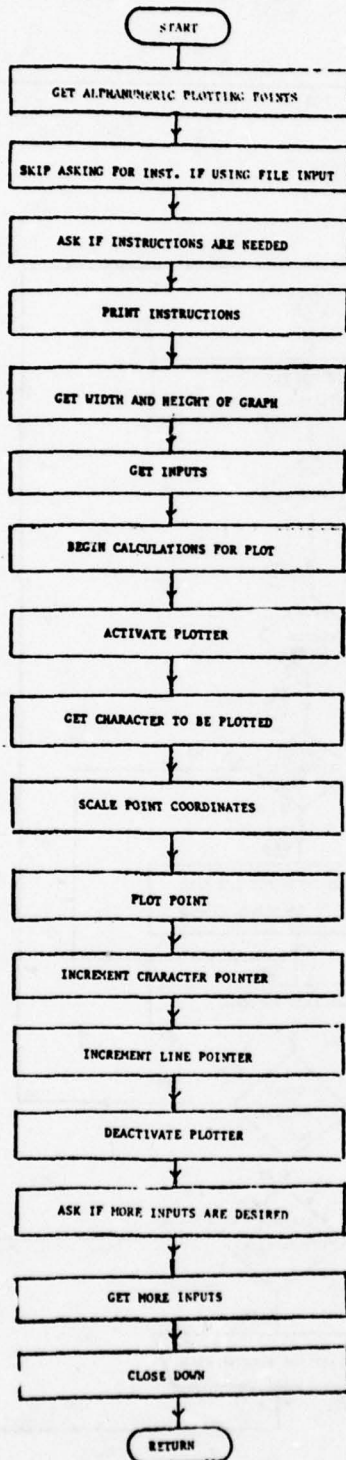 START
GET ALPHANUMERIC PLOTTING POINTS
SKIP ASKING FOR INST. IF USING FILE INPUT
ASK IF INSTRUCTIONS ARE NEEDED
PRINT INSTRUCTIONS
GET WIDTH AND HEIGHT OF GRAPH
GET INPUTS
BEGIN CALCULATIONS FOR PLOT
ACTIVATE PLOTTER
GET CHARACTER TO BE PLOTTED
SCALE POINT COORDINATES
PLOT POINT
INCREMENT CHARACTER POINTER
INCREMENT LINE POINTER
DEACTIVATE PLOTTER
ASK IF MORE INPUTS ARE DESIRED
GET MORE INPUTS
CLOSE DOWN
RETURN